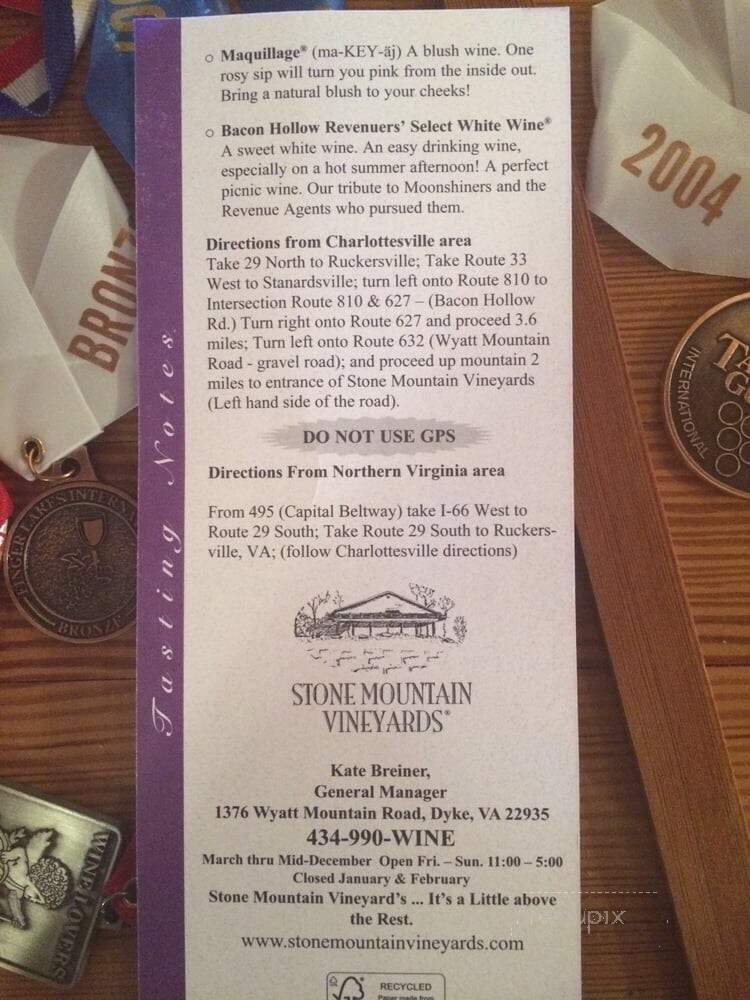 Maquillage® (ma-KEY-äj) A blush wine. One
rosy sip will turn you pink from the inside out.
Bring a natural blush to your cheeks!
Bacon Hollow Revenuers' Select White Wine®
A sweet white wine. An easy drinking wine,
especially on a hot summer afternoon! A perfect
picnic wine. Our tribute to Moonshiners and the
Revenue Agents who pursued them.
Directions from Charlottesville area
Take 29 North to Ruckersville; Take Route 33
West to Stanardsville; turn left onto Route 810 to
Intersection Route 810 & 627 – (Bacon Hollow
Rd.) Turn right onto Route 627 and proceed 3.6
miles; Turn left onto Route 632 (Wyatt Mountain
Road - gravel road); and proceed up mountain 2
miles to entrance of Stone Mountain Vineyards
(Left hand side of the road).
DO NOT USE GPS
Directions From Northern Virginia area
From 495 (Capital Beltway) take I-66 West to
Route 29 South; Take Route 29 South to Ruckers-
ville, VA; (follow Charlottesville directions)
STONE MOUNTAIN
VINEYARDS®
Kate Breiner,
General Manager
1376 Wyatt Mountain Road, Dyke, VA 22935
434-990-WINE
March thru Mid-December Open Fri. – Sun. 11:00 – 5:00
Closed January & February
Stone Mountain Vineyard's ... It's a Little above
the Rest.
www.stonemountainvineyards.com
RECYCLED
Paper made from
Tasting Notes
2004
BRONZ
FINGER LAKES INTERN
BRONZE
INTERNATIONAL
WINE LOVERS